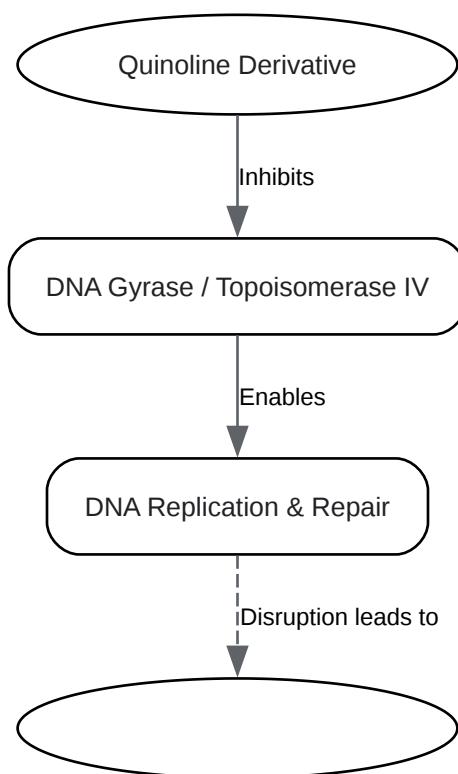 Quinoline Derivative
Inhibits
DNA Gyrase / Topoisomerase IV
Enables
DNA Replication & Repair
Disruption leads to